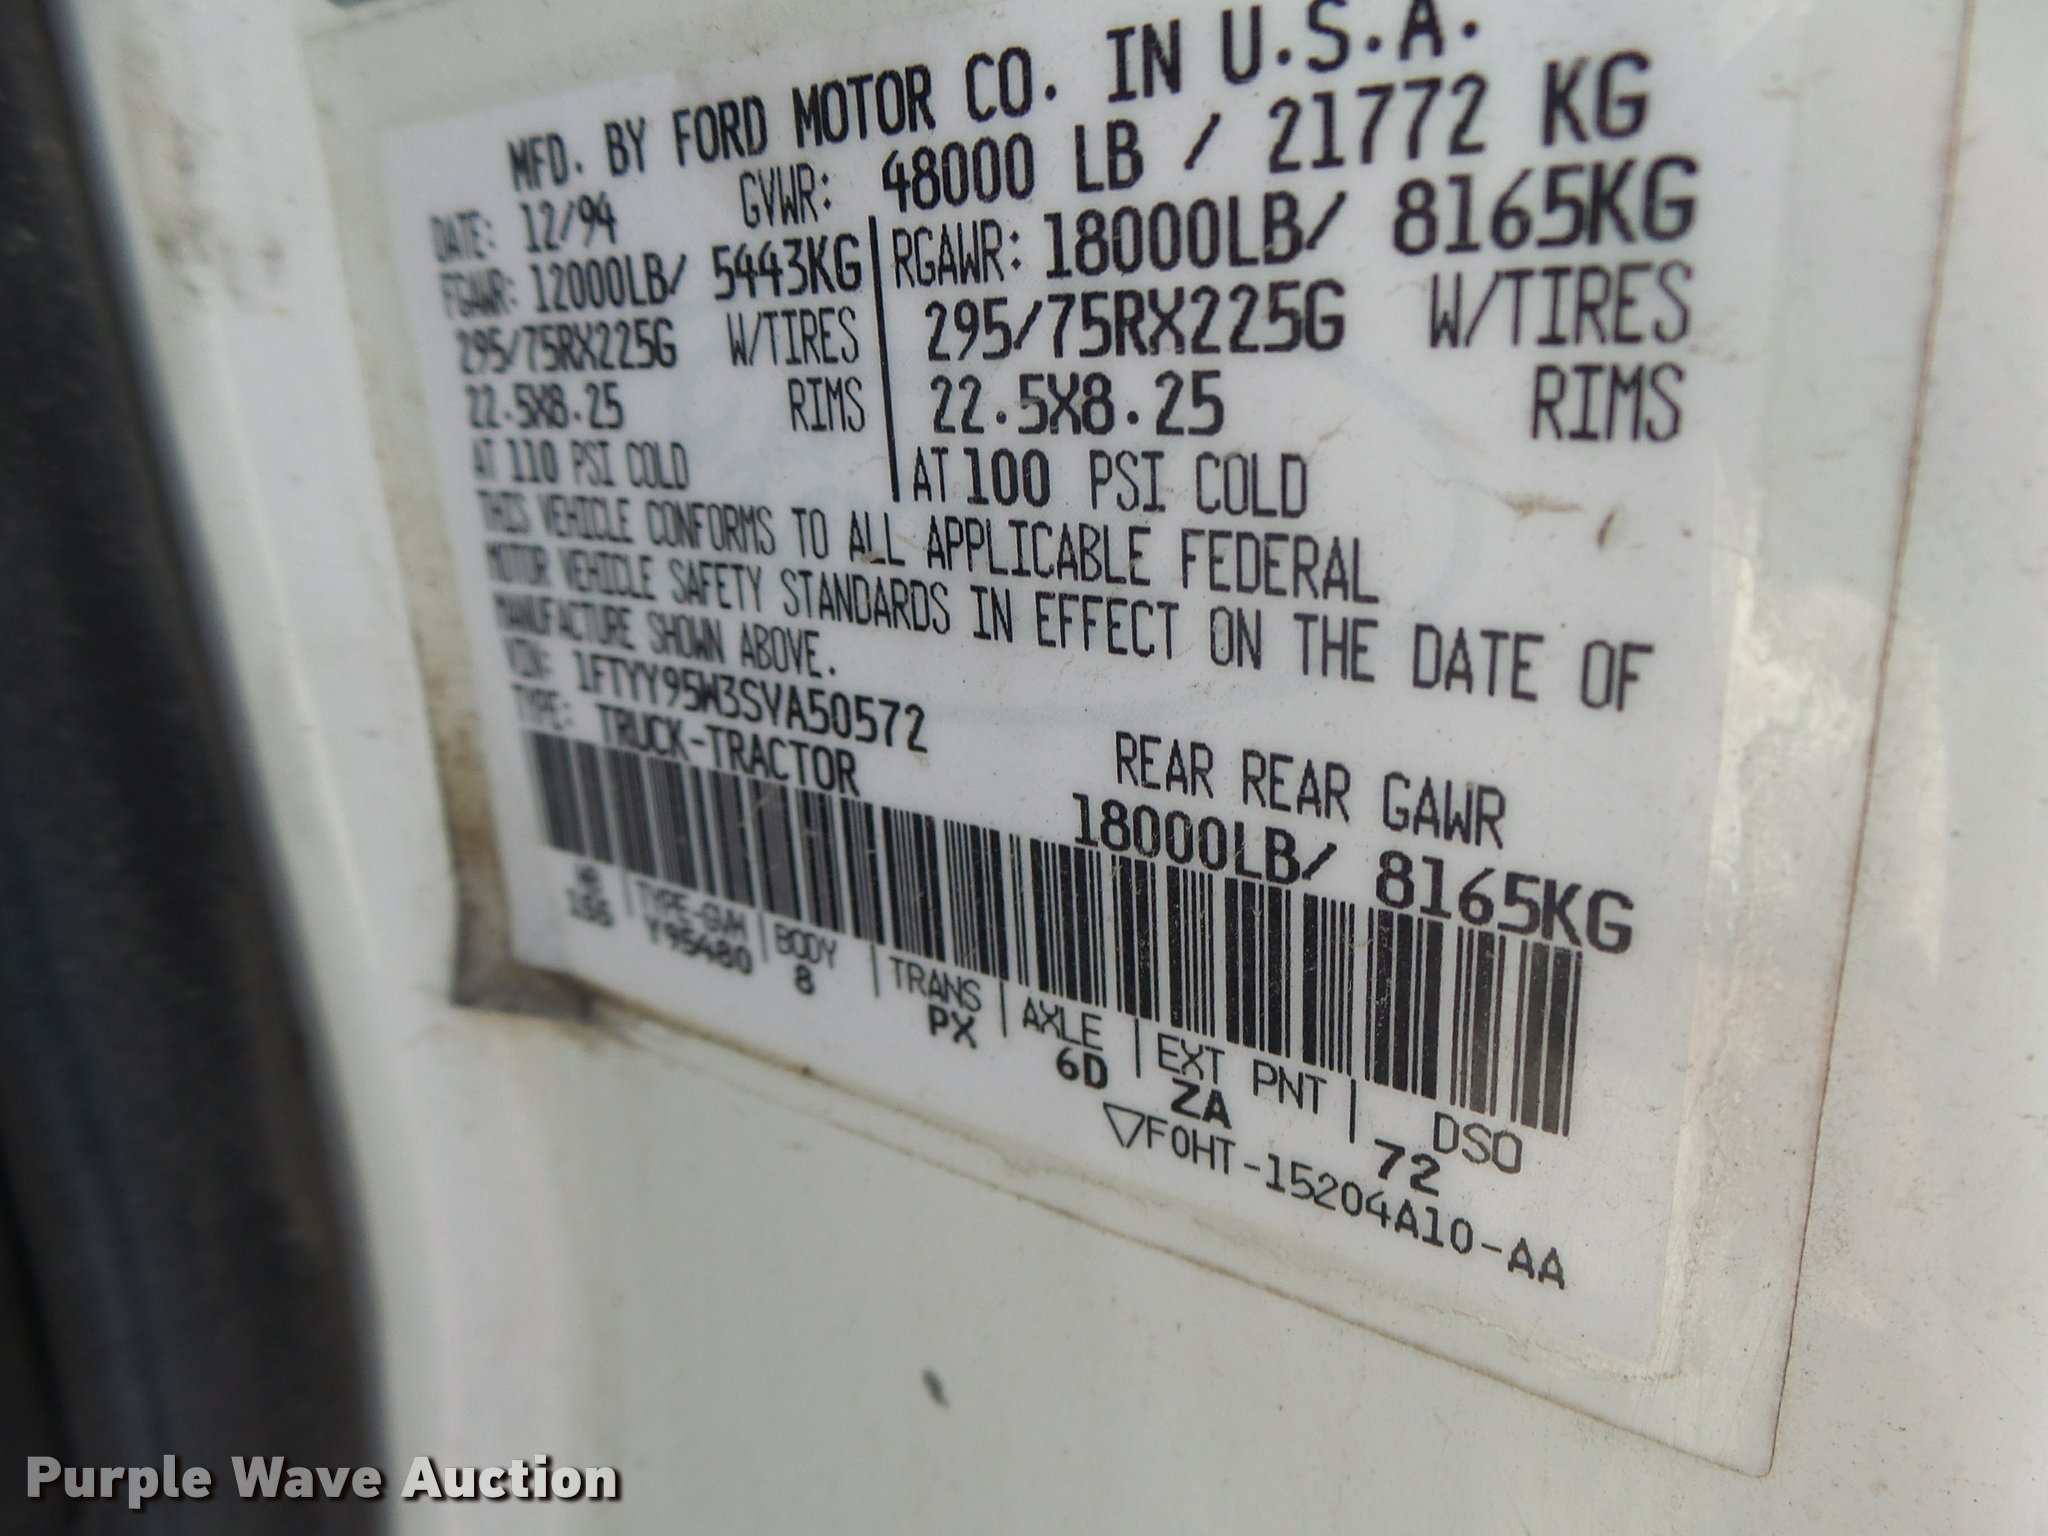 MFD. BY FORD MOTOR CO. IN U.S.A.
DATE: 12/94 GVWR: 48000 LB / 21772 KG
FGAWR: 12000LB/ 5443KG RGAWR: 18000LB/ 8165KG
295/75RX225G W/TIRES 295/75RX225G W/TIRES
22.5X8.25 RIMS 22.5X8.25 RIMS
AT 110 PSI COLD AT 100 PSI COLD
THIS VEHICLE CONFORMS TO ALL APPLICABLE FEDERAL
MOTOR VEHICLE SAFETY STANDARDS IN EFFECT ON THE DATE OF
MANUFACTURE SHOWN ABOVE.
VIN: 1FTYY95W3SVA50572
TYPE: TRUCK-TRACTOR
REAR REAR GAWR
18000LB/ 8165KG
WB TYPE-GVW BODY TRANS AXLE EXT PNT DSO
156 Y95480 8 PX 6D ZA 72
▽F0HT-15204A10-AA
Purple Wave Auction